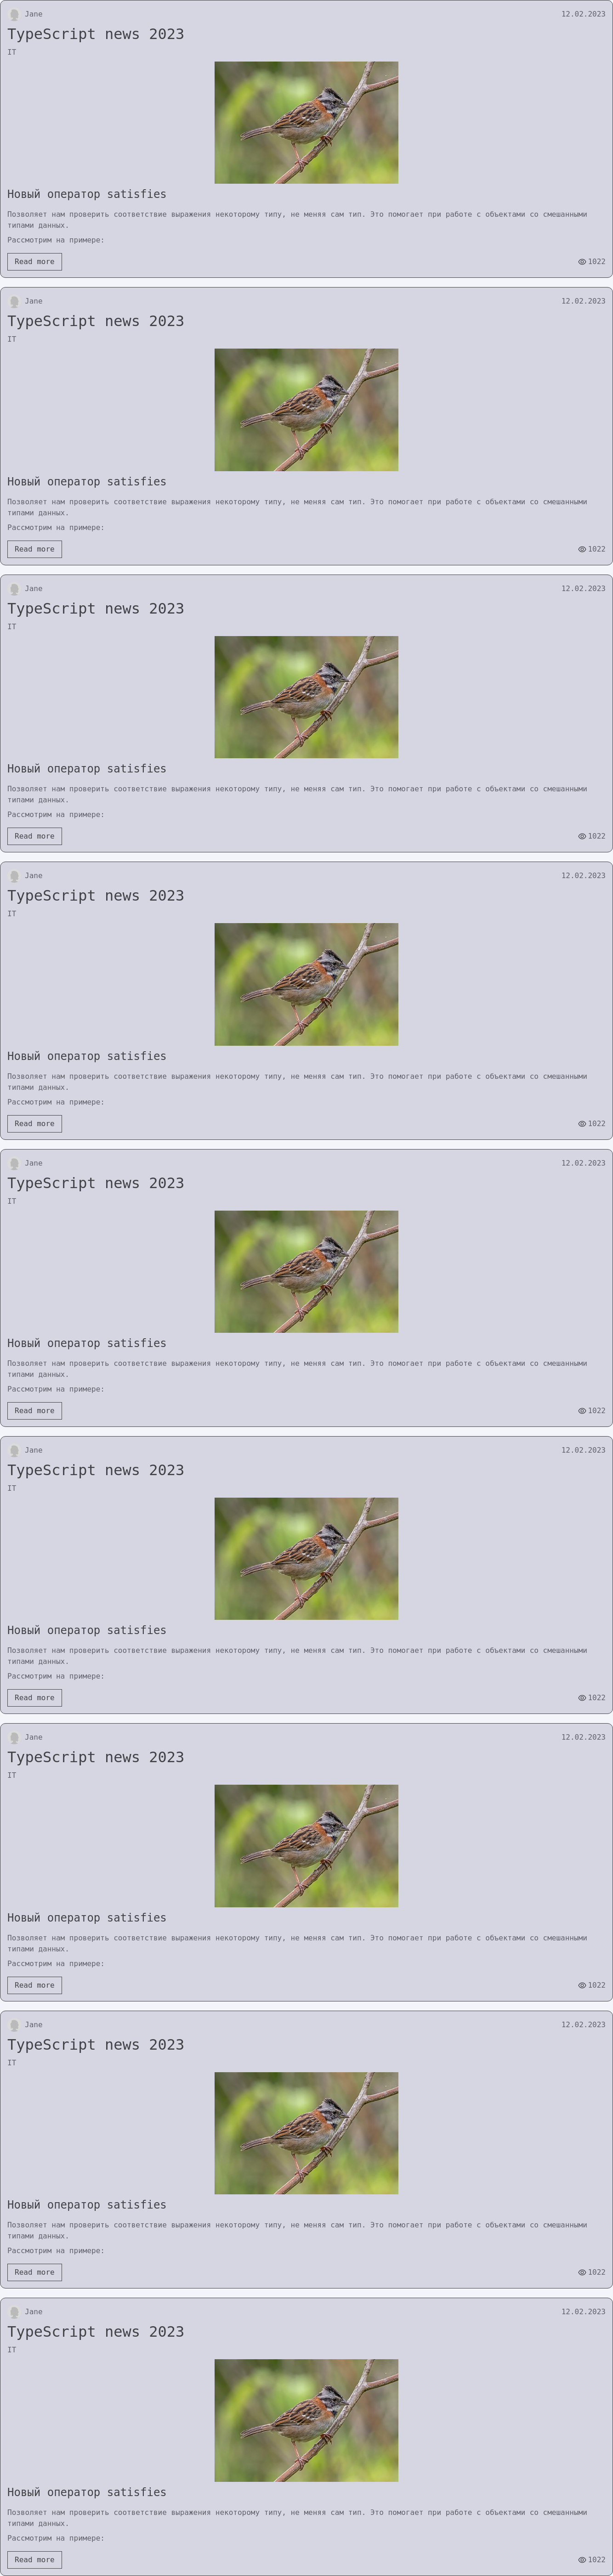 Jane 12.02.2023
TypeScript news 2023
IT
Новый оператор satisfies
Позволяет нам проверить соответствие выражения некоторому типу, не меняя сам тип. Это помогает при работе с объектами со смешанными
типами данных.
Рассмотрим на примере:
Read more 1022
Jane 12.02.2023
TypeScript news 2023
IT
Новый оператор satisfies
Позволяет нам проверить соответствие выражения некоторому типу, не меняя сам тип. Это помогает при работе с объектами со смешанными
типами данных.
Рассмотрим на примере:
Read more 1022
Jane 12.02.2023
TypeScript news 2023
IT
Новый оператор satisfies
Позволяет нам проверить соответствие выражения некоторому типу, не меняя сам тип. Это помогает при работе с объектами со смешанными
типами данных.
Рассмотрим на примере:
Read more 1022
Jane 12.02.2023
TypeScript news 2023
IT
Новый оператор satisfies
Позволяет нам проверить соответствие выражения некоторому типу, не меняя сам тип. Это помогает при работе с объектами со смешанными
типами данных.
Рассмотрим на примере:
Read more 1022
Jane 12.02.2023
TypeScript news 2023
IT
Новый оператор satisfies
Позволяет нам проверить соответствие выражения некоторому типу, не меняя сам тип. Это помогает при работе с объектами со смешанными
типами данных.
Рассмотрим на примере:
Read more 1022
Jane 12.02.2023
TypeScript news 2023
IT
Новый оператор satisfies
Позволяет нам проверить соответствие выражения некоторому типу, не меняя сам тип. Это помогает при работе с объектами со смешанными
типами данных.
Рассмотрим на примере:
Read more 1022
Jane 12.02.2023
TypeScript news 2023
IT
Новый оператор satisfies
Позволяет нам проверить соответствие выражения некоторому типу, не меняя сам тип. Это помогает при работе с объектами со смешанными
типами данных.
Рассмотрим на примере:
Read more 1022
Jane 12.02.2023
TypeScript news 2023
IT
Новый оператор satisfies
Позволяет нам проверить соответствие выражения некоторому типу, не меняя сам тип. Это помогает при работе с объектами со смешанными
типами данных.
Рассмотрим на примере:
Read more 1022
Jane 12.02.2023
TypeScript news 2023
IT
Новый оператор satisfies
Позволяет нам проверить соответствие выражения некоторому типу, не меняя сам тип. Это помогает при работе с объектами со смешанными
типами данных.
Рассмотрим на примере:
Read more 1022